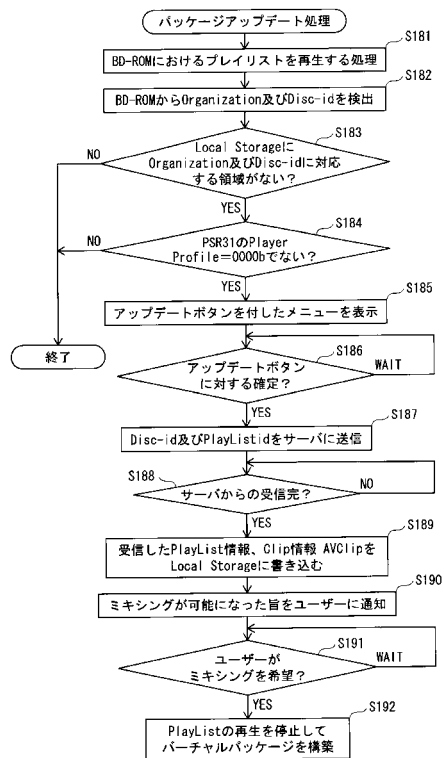 パッケージアップデート処理
S181
BD-ROMにおけるプレイリストを再生する処理
S182
BD-ROMからOrganization及びDisc-idを検出
S183
Local Storageに
Organization及びDisc-idに対応
する領域がない?
NO
YES
S184
PSR31のPlayer
Profile=0000bでない?
NO
YES
S185
アップデートボタンを付したメニューを表示
終了
S186
アップデートボタン
に対する確定?
WAIT
YES
S187
Disc-id及びPlayListidをサーバに送信
S188
サーバからの受信完?
NO
YES
S189
受信したPlayList情報、Clip情報 AVClipを
Local Storageに書き込む
S190
ミキシングが可能になった旨をユーザーに通知
S191
ユーザーが
ミキシングを希望?
WAIT
YES
S192
PlayListの再生を停止して
バーチャルパッケージを構築